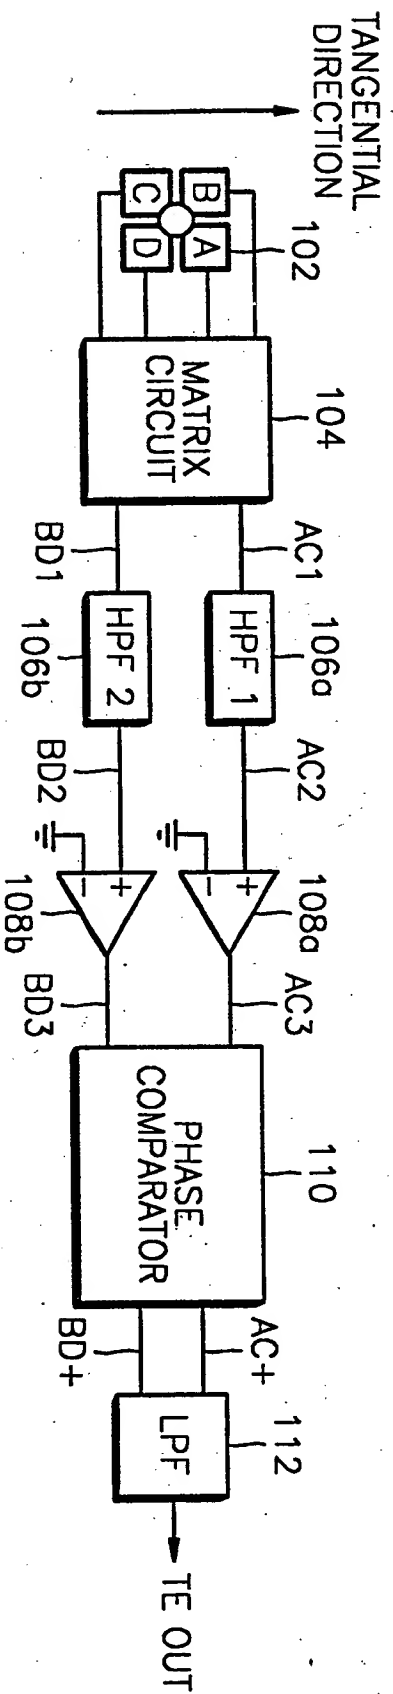 TANGENTIAL
DIRECTION
B
A
C
D
102
MATRIX
CIRCUIT
104
AC1
BD1
HPF 1
106a
HPF 2
106b
AC2
BD2
+
−
108a
+
−
108b
AC3
BD3
PHASE
COMPARATOR
110
AC+
BD+
LPF
112
TE OUT